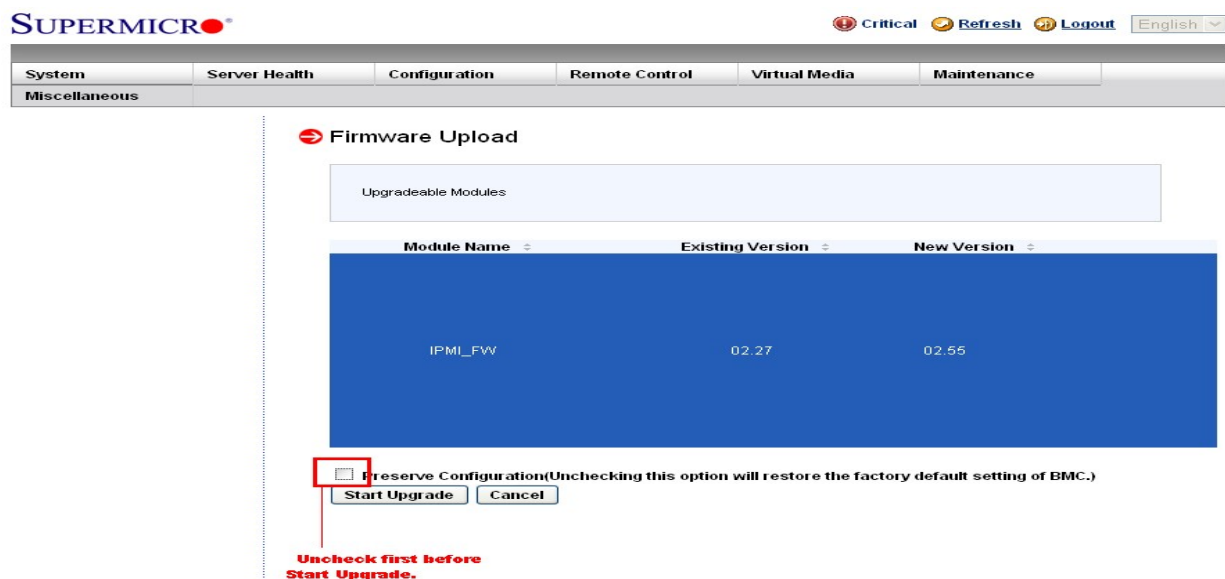 SUPERMICRO
Critical Refresh Logout English
System Server Health Configuration Remote Control Virtual Media Maintenance
Miscellaneous
Firmware Upload
Upgradeable Modules
Module Name Existing Version New Version
IPMI_FW 02.27 02.55
Preserve Configuration(Unchecking this option will restore the factory default setting of BMC.)
Start Upgrade Cancel
Uncheck first before
Start Upgrade.